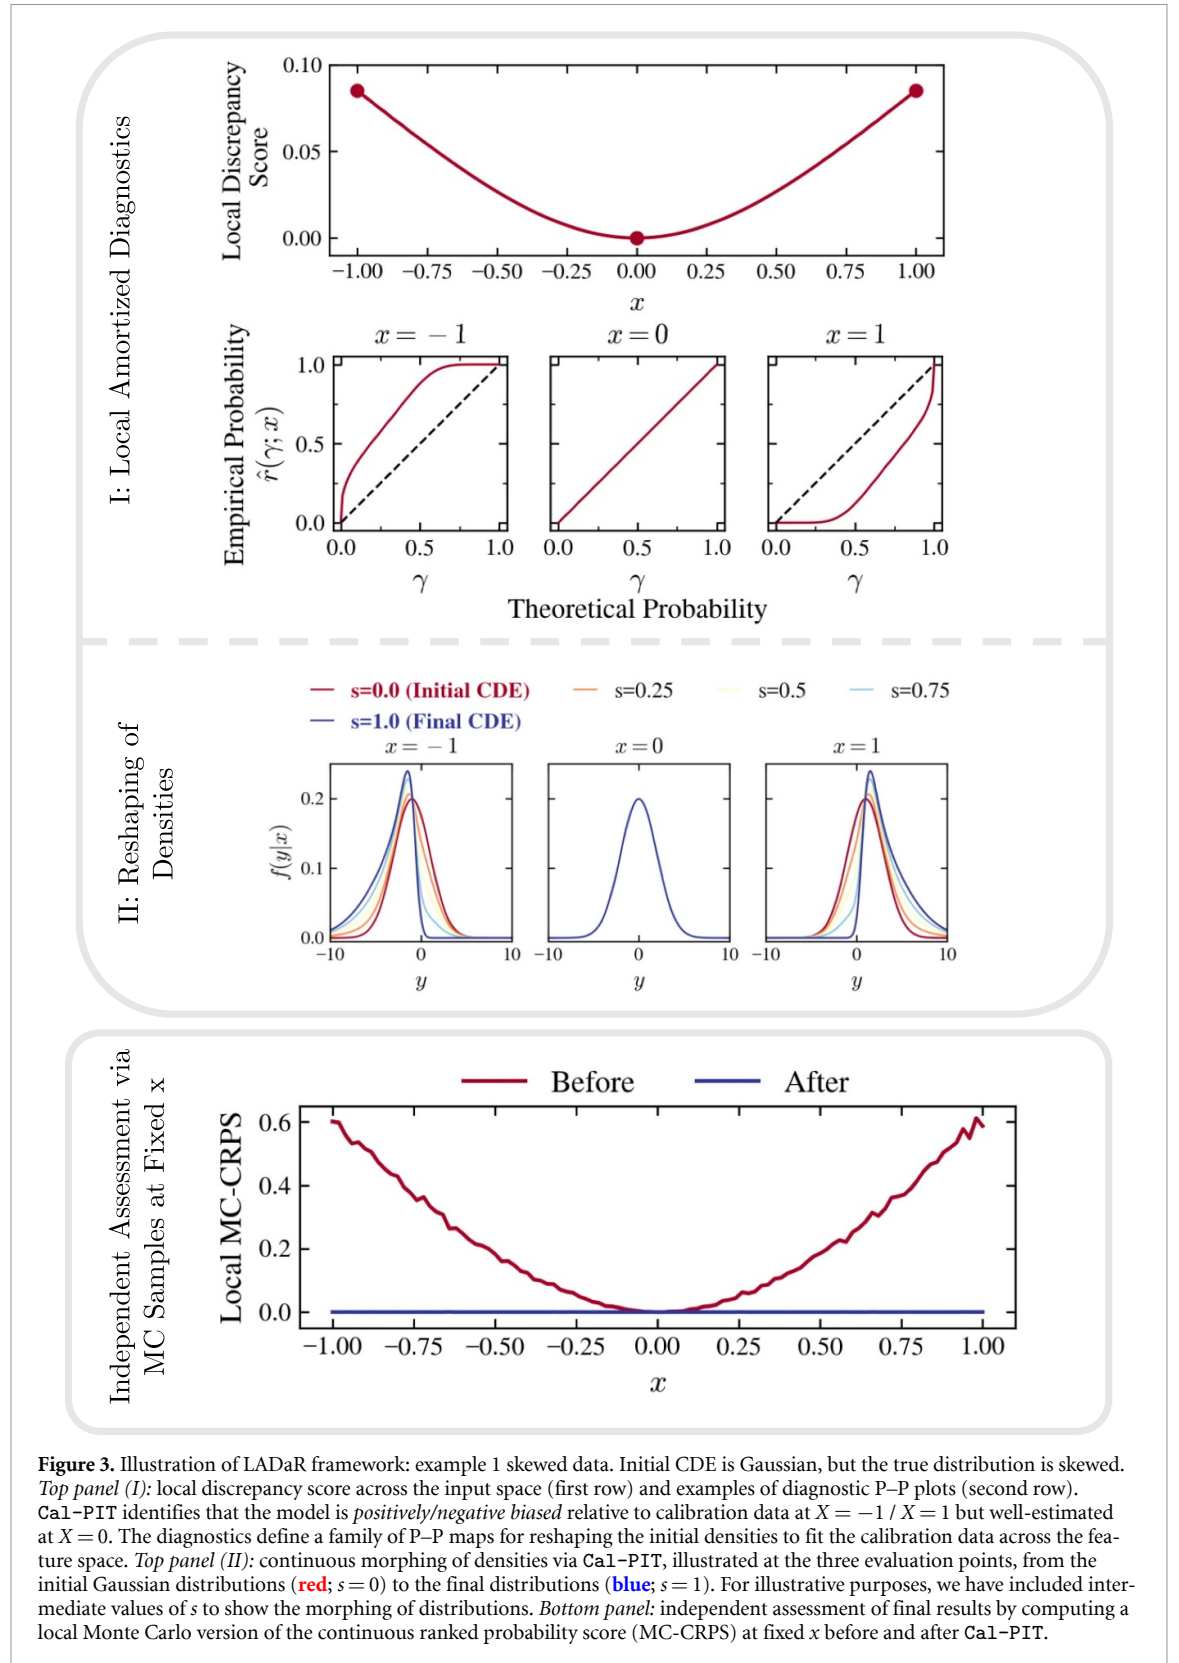 I: Local Amortized Diagnostics
Local Discrepancy
Score
0.10
0.05
0.00
−1.00 −0.75 −0.50 −0.25 0.00 0.25 0.50 0.75 1.00
x
Empirical Probability
r̂(γ; x)
x = − 1 x = 0 x = 1
1.0
0.5
0.0
0.0 0.5 1.0 0.0 0.5 1.0 0.0 0.5 1.0
γ γ γ
Theoretical Probability
II: Reshaping of
Densities
s=0.0 (Initial CDE) s=0.25 s=0.5 s=0.75
s=1.0 (Final CDE)
x = − 1 x = 0 x = 1
f(y|x)
0.2
0.1
0.0
−10 0 10 −10 0 10 −10 0 10
y y y
Independent Assessment via
MC Samples at Fixed x
Before After
Local MC-CRPS
0.6
0.4
0.2
0.0
−1.00 −0.75 −0.50 −0.25 0.00 0.25 0.50 0.75 1.00
x
Figure 3. Illustration of LADaR framework: example 1 skewed data. Initial CDE is Gaussian, but the true distribution is skewed.
Top panel (I): local discrepancy score across the input space (first row) and examples of diagnostic P–P plots (second row).
Cal-PIT identifies that the model is positively/negative biased relative to calibration data at X = −1 / X = 1 but well-estimated
at X = 0. The diagnostics define a family of P–P maps for reshaping the initial densities to fit the calibration data across the fea-
ture space. Top panel (II): continuous morphing of densities via Cal-PIT, illustrated at the three evaluation points, from the
initial Gaussian distributions (red; s = 0) to the final distributions (blue; s = 1). For illustrative purposes, we have included inter-
mediate values of s to show the morphing of distributions. Bottom panel: independent assessment of final results by computing a
local Monte Carlo version of the continuous ranked probability score (MC-CRPS) at fixed x before and after Cal-PIT.